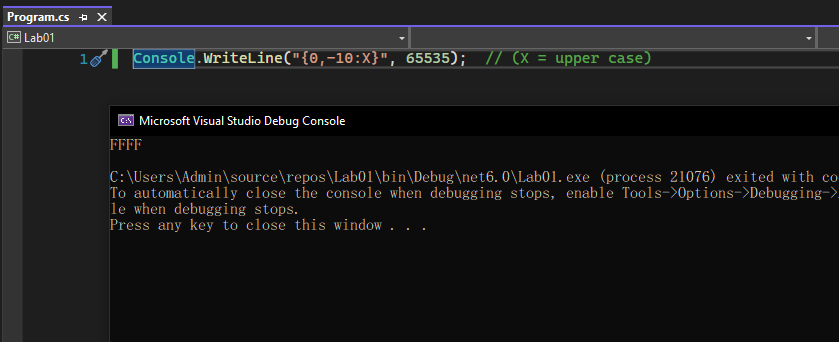 Program.cs
C# Lab01
1 Console.WriteLine("{0,-10:X}", 65535);  // (X = upper case)
C:\ Microsoft Visual Studio Debug Console
FFFF
C:\Users\Admin\source\repos\Lab01\bin\Debug\net6.0\Lab01.exe (process 21076) exited with co
To automatically close the console when debugging stops, enable Tools->Options->Debugging->
le when debugging stops.
Press any key to close this window . . .